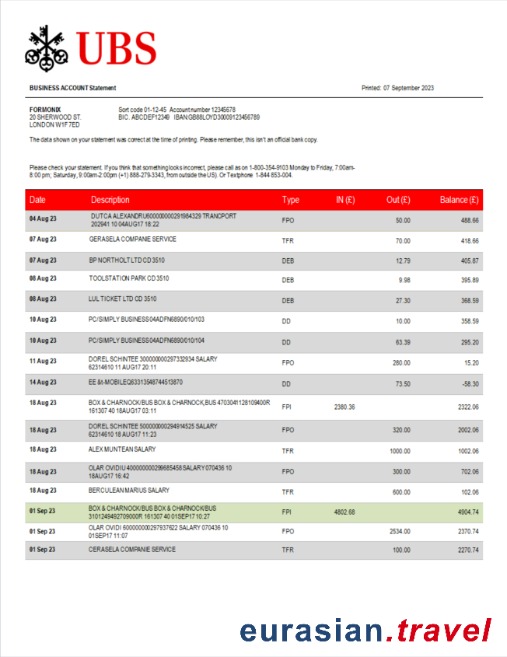 UBS
BUSINESS ACCOUNT Statement Printed: 07 September 2023
FORMONIX Sort code 01-12-45 Account number 12345678
20 SHERWOOD ST. BIC. ABCDEF12349 IBAN:GB88LOYD30009123456789
LONDON W1F7ED
The data shown on your statement was correct at the time of printing. Please remember, this isn't an official bank copy.
Please check your statement. If you think that something looks incorrect, please call as on 1-800-354-9103 Monday to Friday, 7:00am-
8:00 pm; Saturday, 9:00am-2:00pm (+1) 888-279-3343, from outside the US). Or Textphone 1-844 853-004.
Date Description Type IN (£) Out (£) Balance (£)
04 Aug 23 DUTCA ALEXANDRU600000000291984329 TRANCPORT FPO 50.00 488.66
202941 10 04AUG17 18:22
07 Aug 23 GERASELA COMPANIE SERVICE TFR 70.00 418.66
07 Aug 23 BP NORTHOLT LTD CD 3510 DEB 12.79 405.87
08 Aug 23 TOOLSTATION PARK CD 3510 DEB 9.98 395.89
08 Aug 23 LUL TICKET LTD CD 3510 DEB 27.30 368.59
10 Aug 23 PC/SIMPLY BUSINESS04ADFN6890/010/103 DD 10.00 358.59
10 Aug 23 PC/SIMPLY BUSINESS04ADFN6890/010/104 DD 63.39 295.20
11 Aug 23 DOREL SCHINTEE 300000000297332934 SALARY FPO 280.00 15.20
62314610 11 AUG17 20:11
14 Aug 23 EE &t-MOBILEQ63313548744513870 DD 73.50 -58.30
18 Aug 23 BOX & CHARNOCK/BUS BOX & CHARNOCK,BUS 4703041128109400R FPI 2380.36 2322.06
161307 40 18AUG17 03:11
18 Aug 23 DOREL SCHINTEE 500000000294914525 SALARY FPO 320.00 2002.06
62314610 18 AUG17 11:23
18 Aug 23 ALEX MUNTEAN SALARY TFR 1000.00 1002.06
18 Aug 23 OLAR OVIDIU 400000000299685458 SALARY 070436 10 FPO 300.00 702.06
18AUG17 16:42
18 Aug 23 BERCULEAN MARIUS SALARY TFR 600.00 102.06
01 Sep 23 BOX & CHARNOCK/BUS BOX & CHARNOCK/BUS FPI 4802.68 4904.74
3101249492709000R 161307 40 01SEP17 10:27
01 Sep 23 OLAR OVIDI 600000000297937622 SALARY 070436 10 FPO 2534.00 2370.74
01SEP17 11:07
01 Sep 23 CERASELA COMPANIE SERVICE TFR 100.00 2270.74
eurasian.travel